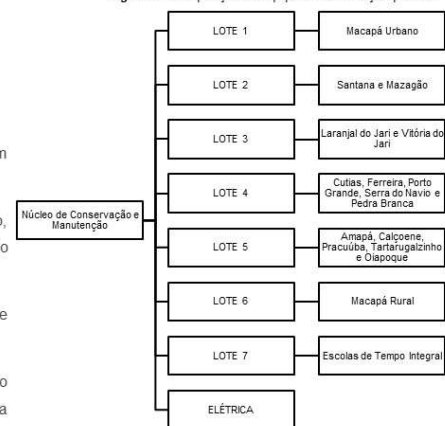 LOTE 1
Macapá Urbano
LOTE 2
Santana e Mazagão
LOTE 3
Laranjal do Jari e Vitória do
Jari
LOTE 4
Cutias, Ferreira, Porto
Grande, Serra do Navio e
Pedra Branca
Núcleo de Conservação e
Manutenção
LOTE 5
Amapá, Calçoene,
Pracuúba, Tartarugalzinho
e Oiapoque
LOTE 6
Macapá Rural
LOTE 7
Escolas de Tempo Integral
ELÉTRICA